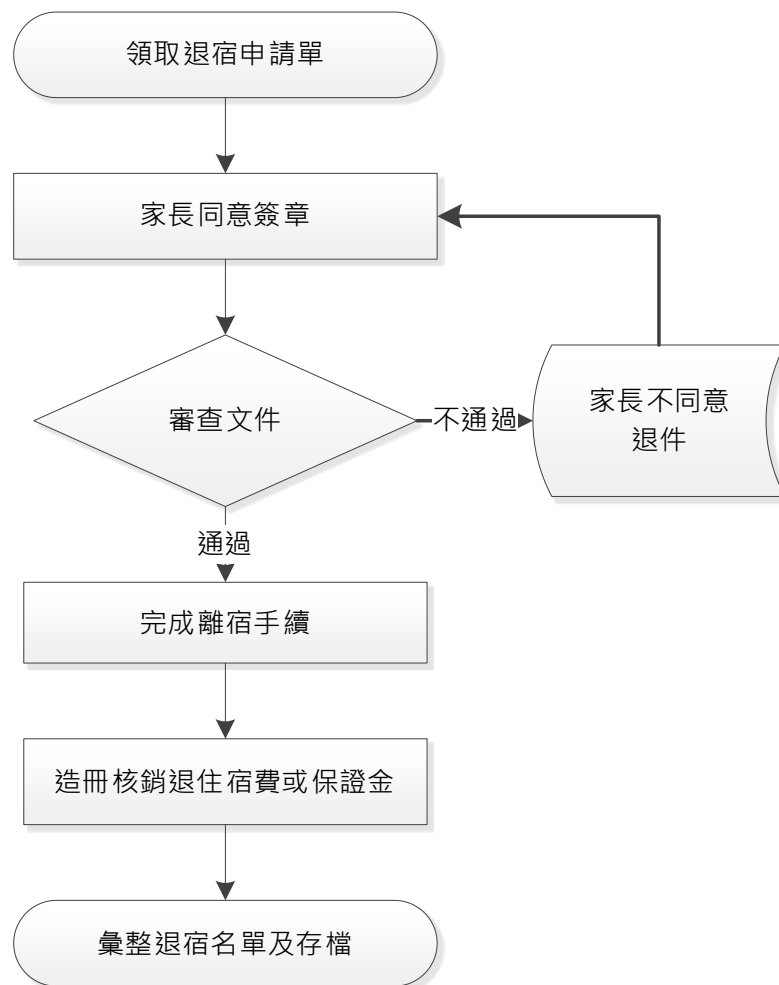 領取退宿申請單
家長同意簽章
審查文件
不通過
家長不同意
退件
通過
完成離宿手續
造冊核銷退住宿費或保證金
彙整退宿名單及存檔